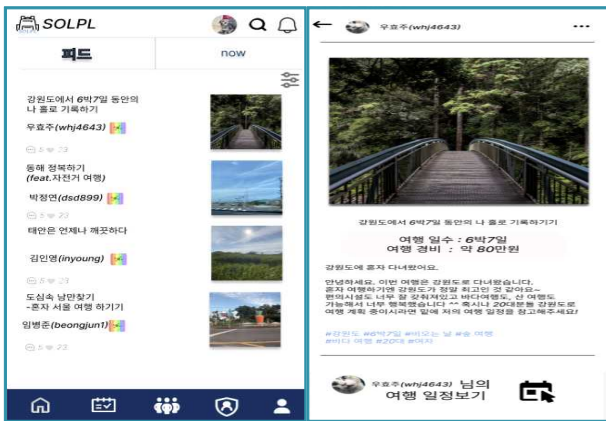 SOLPL
피드
now
강원도에서 6박7일 동안의
나 홀로 기록하기
우효주(whj4643)
5 23
동해 정복하기
(feat.자전거 여행)
박정연(dsd899)
5 23
태안은 언제나 깨끗하다
김인영(inyoung)
5 23
도심속 남만찾기
-혼자 서울 여행 하기기
임병준(beongjun1)
5 23
우효주(whj4643)
강원도에서 6박7일 동안의 나 홀로 기록하기기
여행 일수 : 6박7일
여행 경비 : 약 80만원
강원도에 혼자 다녀왔어요.
안녕하세요. 이번 여행은 강원도로 다녀왔습니다.
혼자 여행하기엔 강원도가 정말 최고인 것 같아요~
편의시설도 너무 잘 갖춰져있고 바다여행도, 산 여행도
가능해서 너무 행복했습니다 ^^ 혹시나 20대분들 강원도로
여행 계획 중이시라면 밑에 저의 여행 일정을 참고해주세요!
#강원도 #6박7일 #비오는 날 #숲 여행
#바다 여행 #20대 #여자
우효주(whj4643) 님의
여행 일정보기